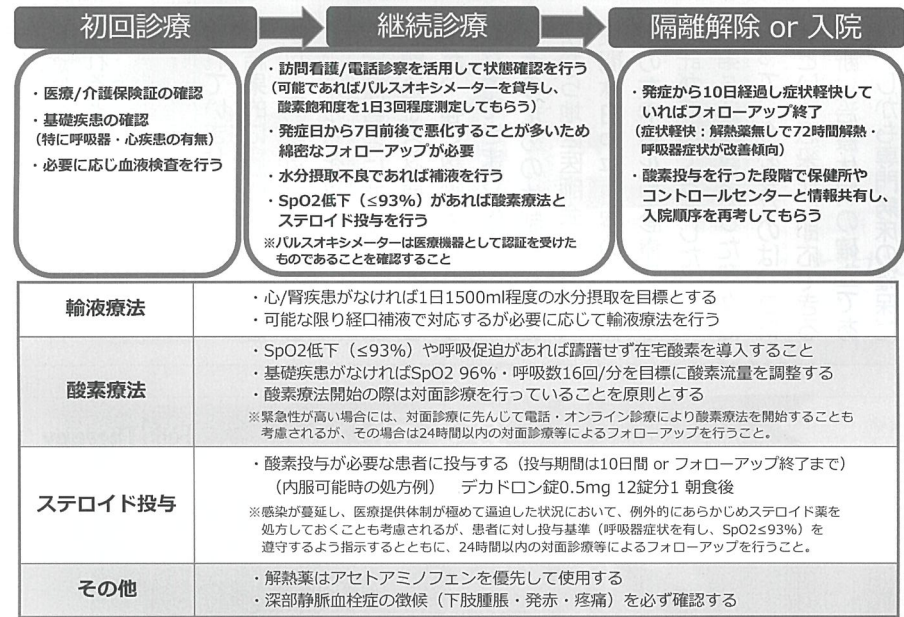 初回診療
継続診療
隔離解除 or 入院
・医療/介護保険証の確認
・基礎疾患の確認
（特に呼吸器・心疾患の有無）
・必要に応じ血液検査を行う
・訪問看護/電話診察を活用して状態確認を行う
（可能であればパルスオキシメーターを貸与し、
酸素飽和度を1日3回程度測定してもらう）
・発症日から7日前後で悪化することが多いため
綿密なフォローアップが必要
・水分摂取不良であれば補液を行う
・SpO2低下（≤93%）があれば酸素療法と
ステロイド投与を行う
※パルスオキシメーターは医療機器として認証を受けた
ものであることを確認すること
・発症から10日経過し症状軽快して
いればフォローアップ終了
（症状軽快：解熱薬無しで72時間解熱・
呼吸器症状が改善傾向）
・酸素投与を行った段階で保健所や
コントロールセンターと情報共有し、
入院順序を再考してもらう
輸液療法
・心/腎疾患がなければ1日1500ml程度の水分摂取を目標とする
・可能な限り経口補液で対応するが必要に応じて輸液療法を行う
酸素療法
・SpO2低下（≤93%）や呼吸促迫があれば躊躇せず在宅酸素を導入すること
・基礎疾患がなければSpO2 96%・呼吸数16回/分を目標に酸素流量を調整する
・酸素療法開始の際は対面診療を行っていることを原則とする
※緊急性が高い場合には、対面診療に先んじて電話・オンライン診療により酸素療法を開始することも
考慮されるが、その場合は24時間以内の対面診療等によるフォローアップを行うこと。
ステロイド投与
・酸素投与が必要な患者に投与する（投与期間は10日間 or フォローアップ終了まで）
（内服可能時の処方例） デカドロン錠0.5mg 12錠分1 朝食後
※感染が蔓延し、医療提供体制が極めて逼迫した状況において、例外的にあらかじめステロイド薬を
処方しておくことも考慮されるが、患者に対し投与基準（呼吸器症状を有し、SpO2≤93%）を
遵守するよう指示するとともに、24時間以内の対面診療等によるフォローアップを行うこと。
その他
・解熱薬はアセトアミノフェンを優先して使用する
・深部静脈血栓症の徴候（下肢腫脹・発赤・疼痛）を必ず確認する